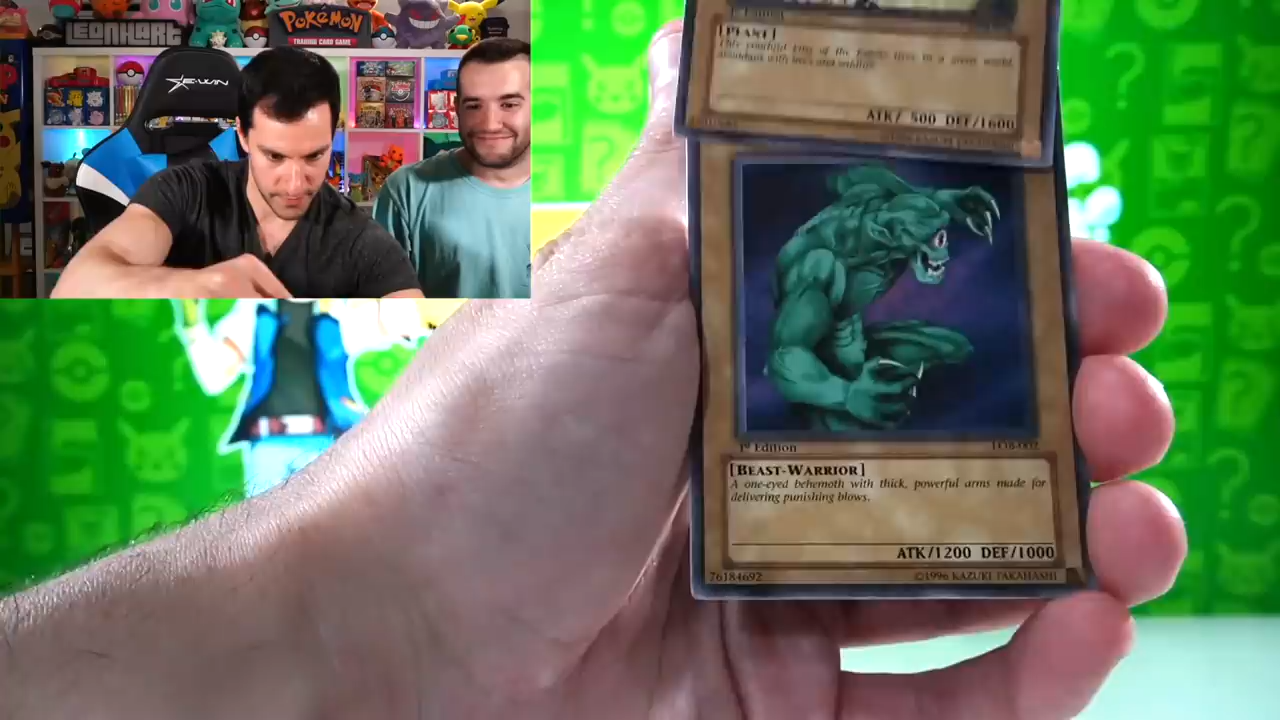 LEONHART
POKéMON
TRADING CARD GAME
E-WIN
[PLANT]
ATK/ 500 DEF/1600
1st Edition
[BEAST-WARRIOR]
A one-eyed behemoth with thick, powerful arms made for
delivering punishing blows.
ATK/1200 DEF/1000
76184692
©1996 KAZUKI TAKAHASHI